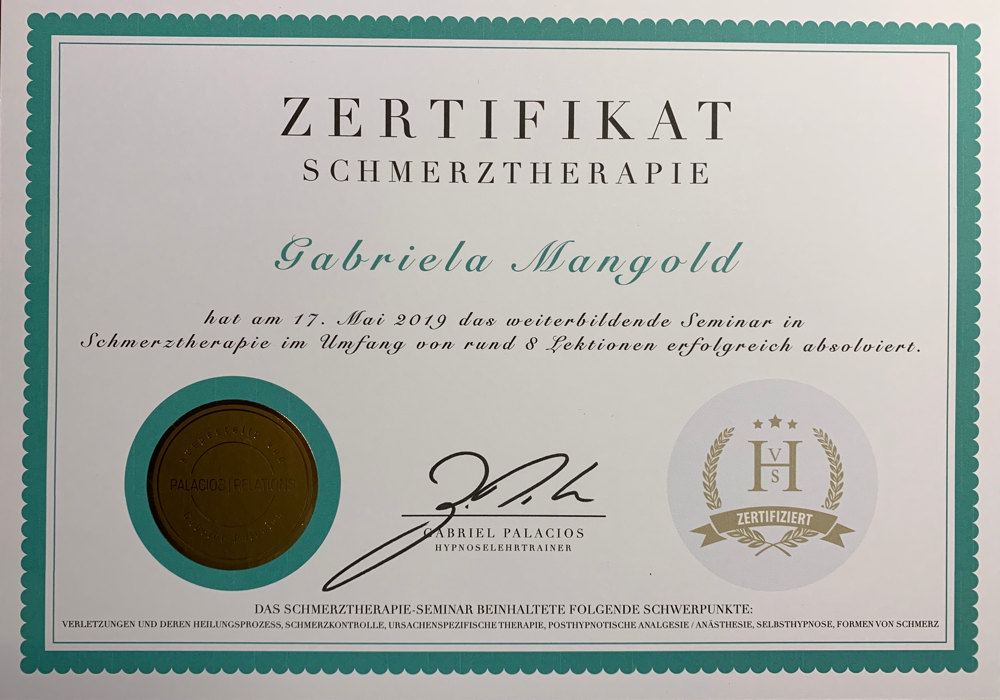 ZERTIFIKAT
SCHMERZTHERAPIE
Gabriela Mangold
hat am 17. Mai 2019 das weiterbildende Seminar in
Schmerztherapie im Umfang von rund 8 Lektionen erfolgreich absolviert.
PALACIOS | RELATIONS
H
V
S
ZERTIFIZIERT
GABRIEL PALACIOS
HYPNOSELEHRTRAINER
DAS SCHMERZTHERAPIE-SEMINAR BEINHALTETE FOLGENDE SCHWERPUNKTE:
VERLETZUNGEN UND DEREN HEILUNGSPROZESS, SCHMERZKONTROLLE, URSACHENSPEZIFISCHE THERAPIE, POSTHYPNOTISCHE ANALGESIE / ANÄSTHESIE, SELBSTHYPNOSE, FORMEN VON SCHMERZ